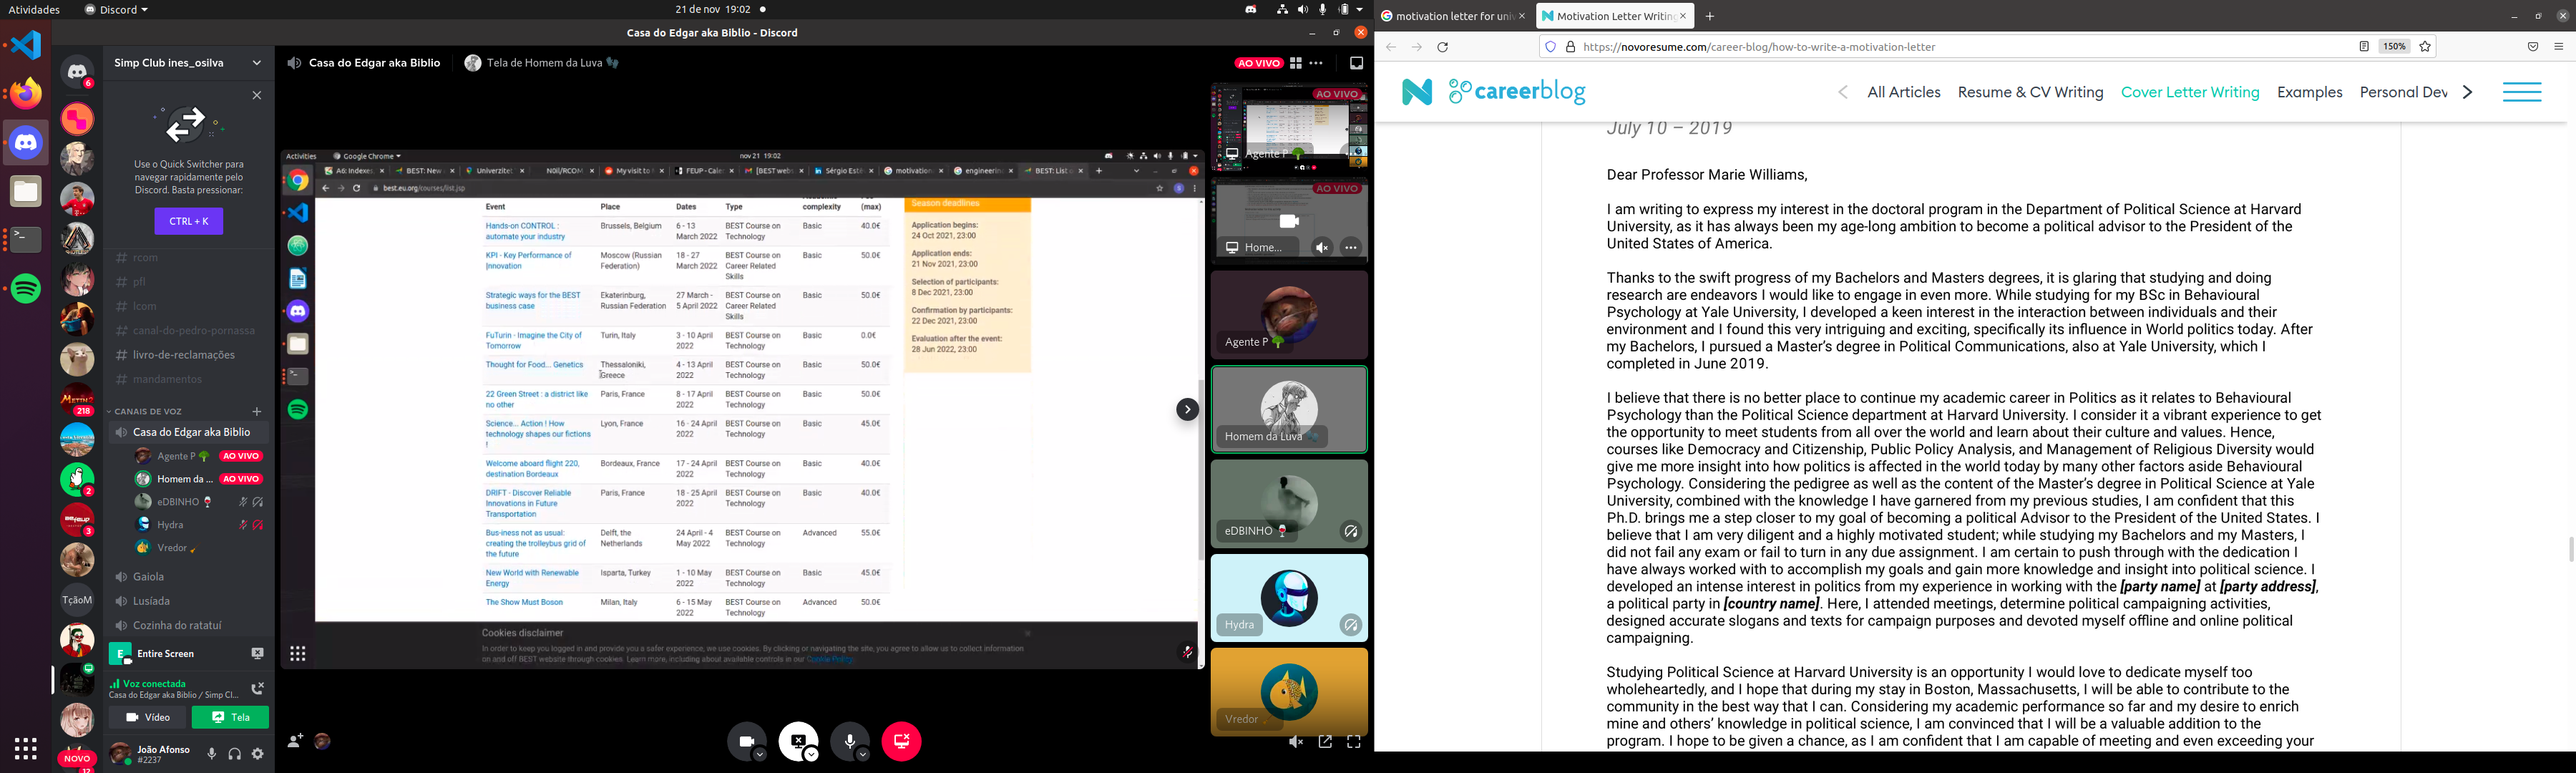 Atividades
Discord
21 de nov 19:02
Casa do Edgar aka Biblio - Discord
Simp Club ines_osilva
Use o Quick Switcher para
navegar rapidamente pelo
Discord. Basta pressionar:
CTRL + K
rcom
pfl
lcom
canal-do-pedro-pornassa
livro-de-reclamações
mandamentos
CANAIS DE VOZ
Casa do Edgar aka Biblio
Agente P AO VIVO
Homem da ... AO VIVO
eDBINHO
Hydra
Vredor
Gaiola
Lusíada
Cozinha do ratatuí
Entire Screen
Voz conectada
Casa do Edgar aka Biblio / Simp Cl...
Vídeo
Tela
João Afonso
#2237
6
218
2
3
TçãoM
NOVO
Casa do Edgar aka Biblio
Tela de Homem da Luva
AO VIVO
Activities
Google Chrome
nov 21 19:02
A6: Indexes
BEST: New
Univerzitet
N0II/RCOM
My visit to
FEUP - Cale
[BEST web
Sérgio Esté
motivation
engineerin
BEST: List o
best.eu.org/courses/list.jsp
Event Place Dates Type complexity (max)
Hands-on CONTROL : automate your industry Brussels, Belgium 6 - 13 March 2022 BEST Course on Technology Basic 40.0€
KPI - Key Performance of Innovation Moscow (Russian Federation) 18 - 27 March 2022 BEST Course on Career Related Skills Basic 50.0€
Strategic ways for the BEST business case Ekaterinburg, Russian Federation 27 March - 5 April 2022 BEST Course on Career Related Skills Basic 50.0€
FuTurin - Imagine the City of Tomorrow Turin, Italy 3 - 10 April 2022 BEST Course on Technology Basic 0.0€
Thought for Food... Genetics Thessaloniki, Greece 4 - 13 April 2022 BEST Course on Technology Basic 50.0€
22 Green Street : a district like no other Paris, France 8 - 17 April 2022 BEST Course on Technology Basic 50.0€
Science... Action ! How technology shapes our fictions ! Lyon, France 16 - 24 April 2022 BEST Course on Technology Basic 45.0€
Welcome aboard flight 220, destination Bordeaux Bordeaux, France 17 - 24 April 2022 BEST Course on Technology Basic 40.0€
DRIFT - Discover Reliable Innovations in Future Transportation Paris, France 18 - 25 April 2022 BEST Course on Technology Basic 40.0€
Bus-iness not as usual: creating the trolleybus grid of the future Delft, the Netherlands 24 April - 4 May 2022 BEST Course on Technology Advanced 55.0€
New World with Renewable Energy Isparta, Turkey 1 - 10 May 2022 BEST Course on Technology Basic 45.0€
The Show Must Boson Milan, Italy 6 - 15 May 2022 BEST Course on Technology Advanced 50.0€
Season deadlines
Application begins:
24 Oct 2021, 23:00
Application ends:
21 Nov 2021, 23:00
Selection of participants:
8 Dec 2021, 23:00
Confirmation by participants:
22 Dec 2021, 23:00
Evaluation after the event:
28 Jun 2022, 23:00
Cookies disclaimer
In order to keep you logged in and provide you a safer experience, we use cookies. By clicking or navigating the site, you agree to allow us to collect information
on and off BEST website through cookies. Learn more, including about available controls in our Cookie Policy.
AO VIVO
Agente P
AO VIVO
Home...
Agente P
Homem da Luva
eDBINHO
Hydra
Vredor
motivation letter for uni
Motivation Letter Writing
https://novoresume.com/career-blog/how-to-write-a-motivation-letter
150%
careerblog
All Articles
Resume & CV Writing
Cover Letter Writing
Examples
Personal Dev
July 10 – 2019
Dear Professor Marie Williams,
I am writing to express my interest in the doctoral program in the Department of Political Science at Harvard
University, as it has always been my age-long ambition to become a political advisor to the President of the
United States of America.
Thanks to the swift progress of my Bachelors and Masters degrees, it is glaring that studying and doing
research are endeavors I would like to engage in even more. While studying for my BSc in Behavioural
Psychology at Yale University, I developed a keen interest in the interaction between individuals and their
environment and I found this very intriguing and exciting, specifically its influence in World politics today. After
my Bachelors, I pursued a Master's degree in Political Communications, also at Yale University, which I
completed in June 2019.
I believe that there is no better place to continue my academic career in Politics as it relates to Behavioural
Psychology than the Political Science department at Harvard University. I consider it a vibrant experience to get
the opportunity to meet students from all over the world and learn about their culture and values. Hence,
courses like Democracy and Citizenship, Public Policy Analysis, and Management of Religious Diversity would
give me more insight into how politics is affected in the world today by many other factors aside Behavioural
Psychology. Considering the pedigree as well as the content of the Master's degree in Political Science at Yale
University, combined with the knowledge I have garnered from my previous studies, I am confident that this
Ph.D. brings me a step closer to my goal of becoming a political Advisor to the President of the United States. I
believe that I am very diligent and a highly motivated student; while studying my Bachelors and my Masters, I
did not fail any exam or fail to turn in any due assignment. I am certain to push through with the dedication I
have always worked with to accomplish my goals and gain more knowledge and insight into political science. I
developed an intense interest in politics from my experience in working with the [party name] at [party address],
a political party in [country name]. Here, I attended meetings, determine political campaigning activities,
designed accurate slogans and texts for campaign purposes and devoted myself offline and online political
campaigning.
Studying Political Science at Harvard University is an opportunity I would love to dedicate myself too
wholeheartedly, and I hope that during my stay in Boston, Massachusetts, I will be able to contribute to the
community in the best way that I can. Considering my academic performance so far and my desire to enrich
mine and others' knowledge in political science, I am convinced that I will be a valuable addition to the
program. I hope to be given a chance, as I am confident that I am capable of meeting and even exceeding your